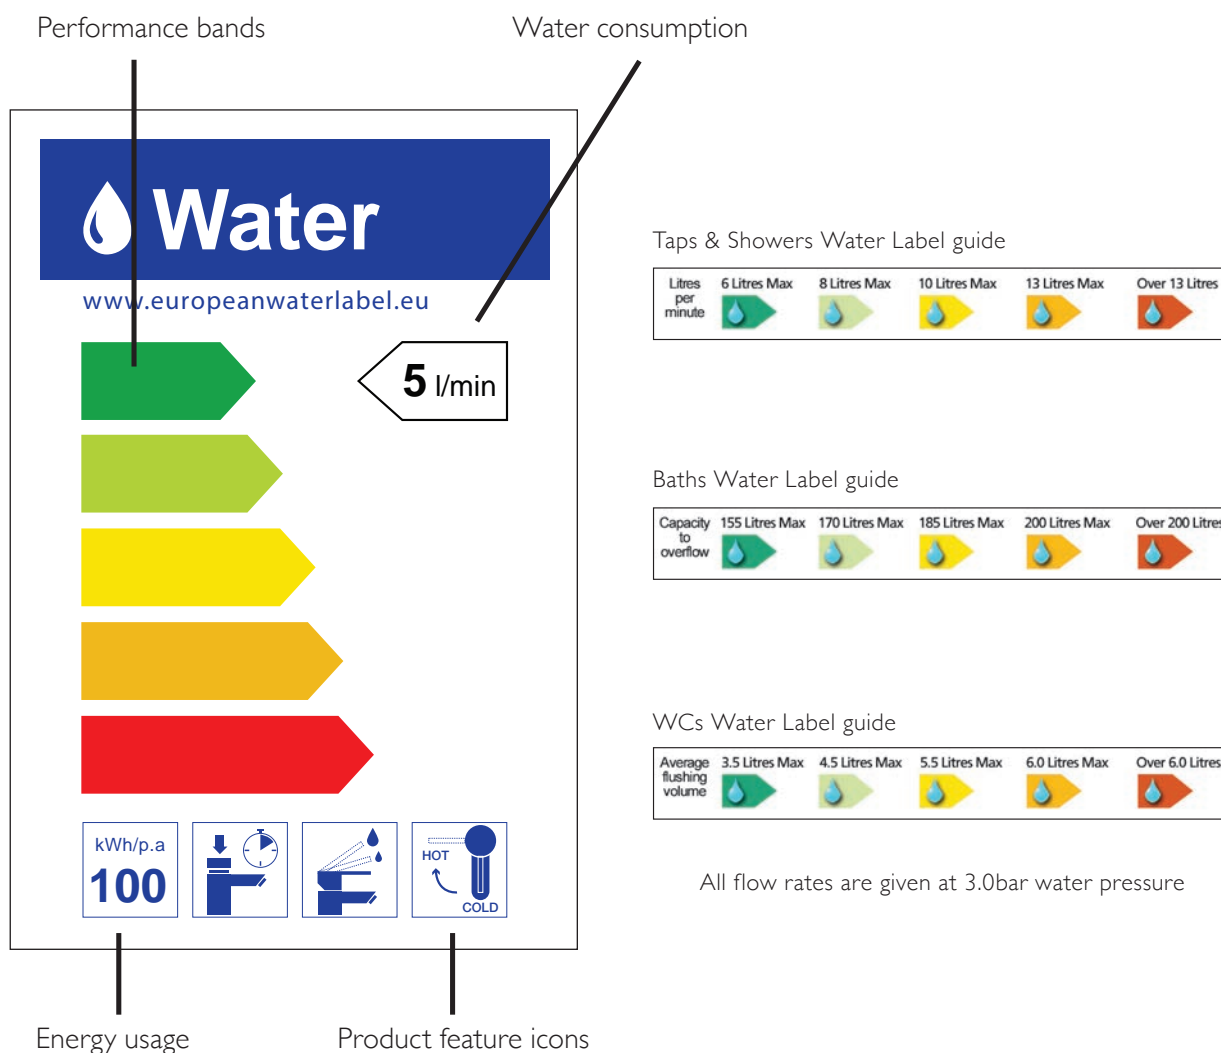 Performance bands
Water consumption
Water
www.europeanwaterlabel.eu
5 l/min
kWh/p.a
100
HOT
COLD
Energy usage
Product feature icons
Taps & Showers Water Label guide
Litres per minute
6 Litres Max
8 Litres Max
10 Litres Max
13 Litres Max
Over 13 Litres
Baths Water Label guide
Capacity to overflow
155 Litres Max
170 Litres Max
185 Litres Max
200 Litres Max
Over 200 Litres
WCs Water Label guide
Average flushing volume
3.5 Litres Max
4.5 Litres Max
5.5 Litres Max
6.0 Litres Max
Over 6.0 Litres
All flow rates are given at 3.0bar water pressure